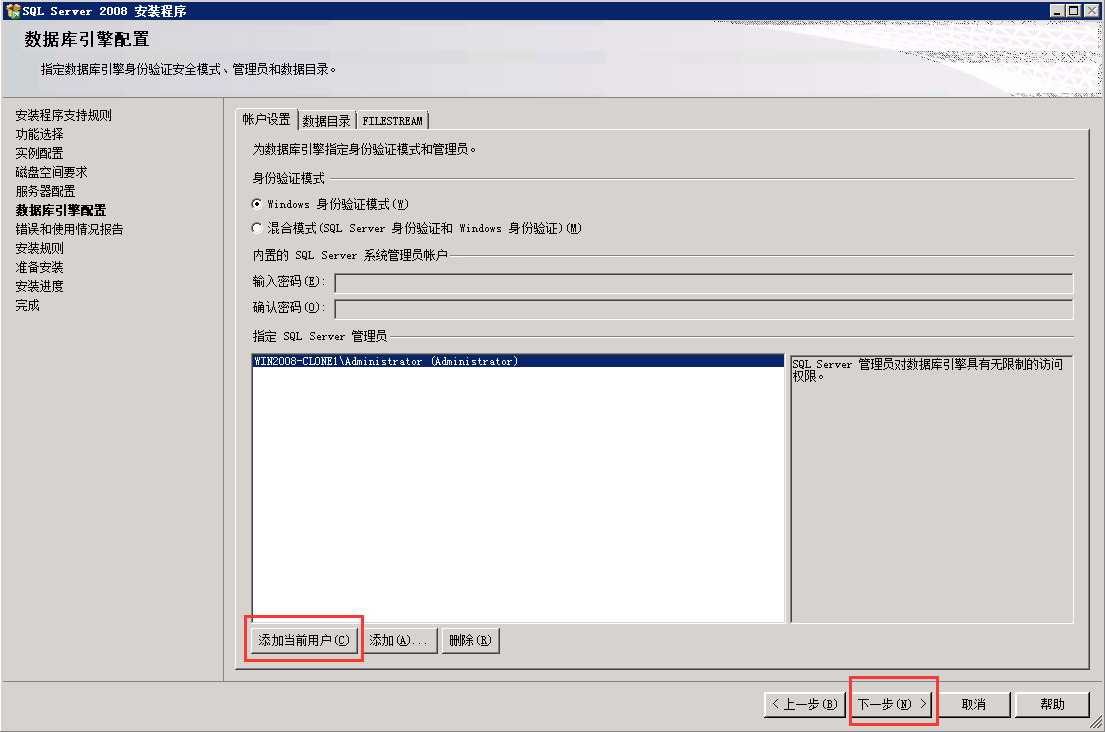 SQL Server 2008 安装程序
数据库引擎配置
指定数据库引擎身份验证安全模式、管理员和数据目录。
安装程序支持规则
功能选择
实例配置
磁盘空间要求
服务器配置
数据库引擎配置
错误和使用情况报告
安装规则
准备安装
安装进度
完成
帐户设置 数据目录 FILESTREAM
为数据库引擎指定身份验证模式和管理员。
身份验证模式
Windows 身份验证模式(W)
混合模式(SQL Server 身份验证和 Windows 身份验证)(M)
内置的 SQL Server 系统管理员帐户
输入密码(E):
确认密码(O):
指定 SQL Server 管理员
WIN2008-CLONE1\Administrator (Administrator)
SQL Server 管理员对数据库引擎具有无限制的访问
权限。
添加当前用户(C) 添加(A)... 删除(R)
< 上一步(B) 下一步(N) > 取消 帮助